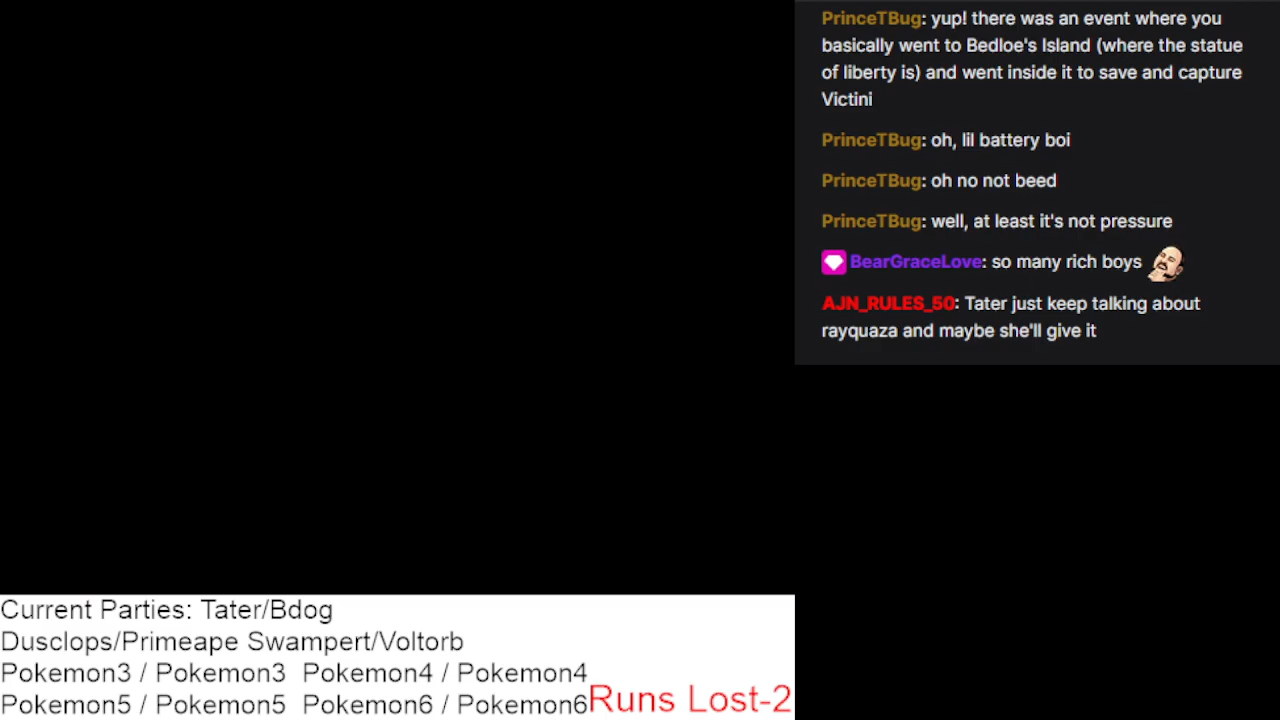 PrinceTBug: yup! there was an event where you
basically went to Bedloe's Island (where the statue
of liberty is) and went inside it to save and capture
Victini
PrinceTBug: oh, lil battery boi
PrinceTBug: oh no not beed
PrinceTBug: well, at least it's not pressure
BearGraceLove: so many rich boys
AJN_RULES_50: Tater just keep talking about
rayquaza and maybe she'll give it
Current Parties: Tater/Bdog
Dusclops/Primeape Swampert/Voltorb
Pokemon3 / Pokemon3 Pokemon4 / Pokemon4
Pokemon5 / Pokemon5 Pokemon6 / Pokemon6
Runs Lost-2